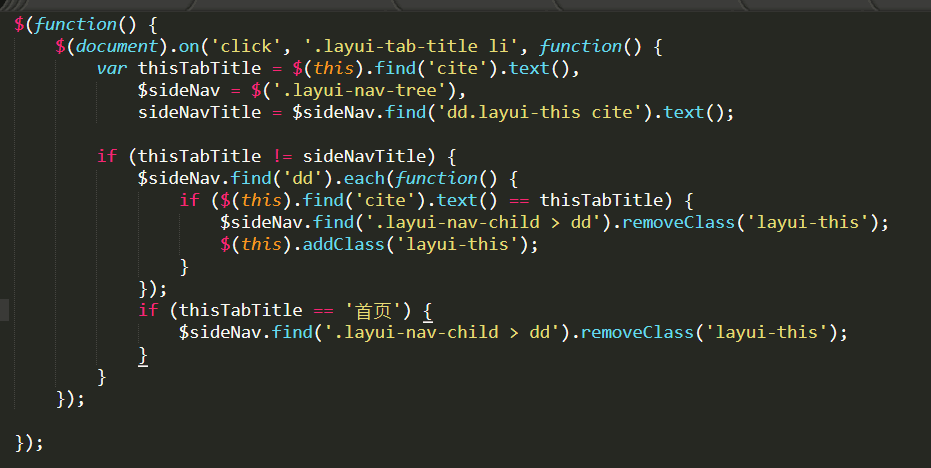 $(function() {
$(document).on('click', '.layui-tab-title li', function() {
var thisTabTitle = $(this).find('cite').text(),
$sideNav = $('.layui-nav-tree'),
sideNavTitle = $sideNav.find('dd.layui-this cite').text();
if (thisTabTitle != sideNavTitle) {
$sideNav.find('dd').each(function() {
if ($(this).find('cite').text() == thisTabTitle) {
$sideNav.find('.layui-nav-child > dd').removeClass('layui-this');
$(this).addClass('layui-this');
}
});
if (thisTabTitle == '首页') {
$sideNav.find('.layui-nav-child > dd').removeClass('layui-this');
}
}
});
});